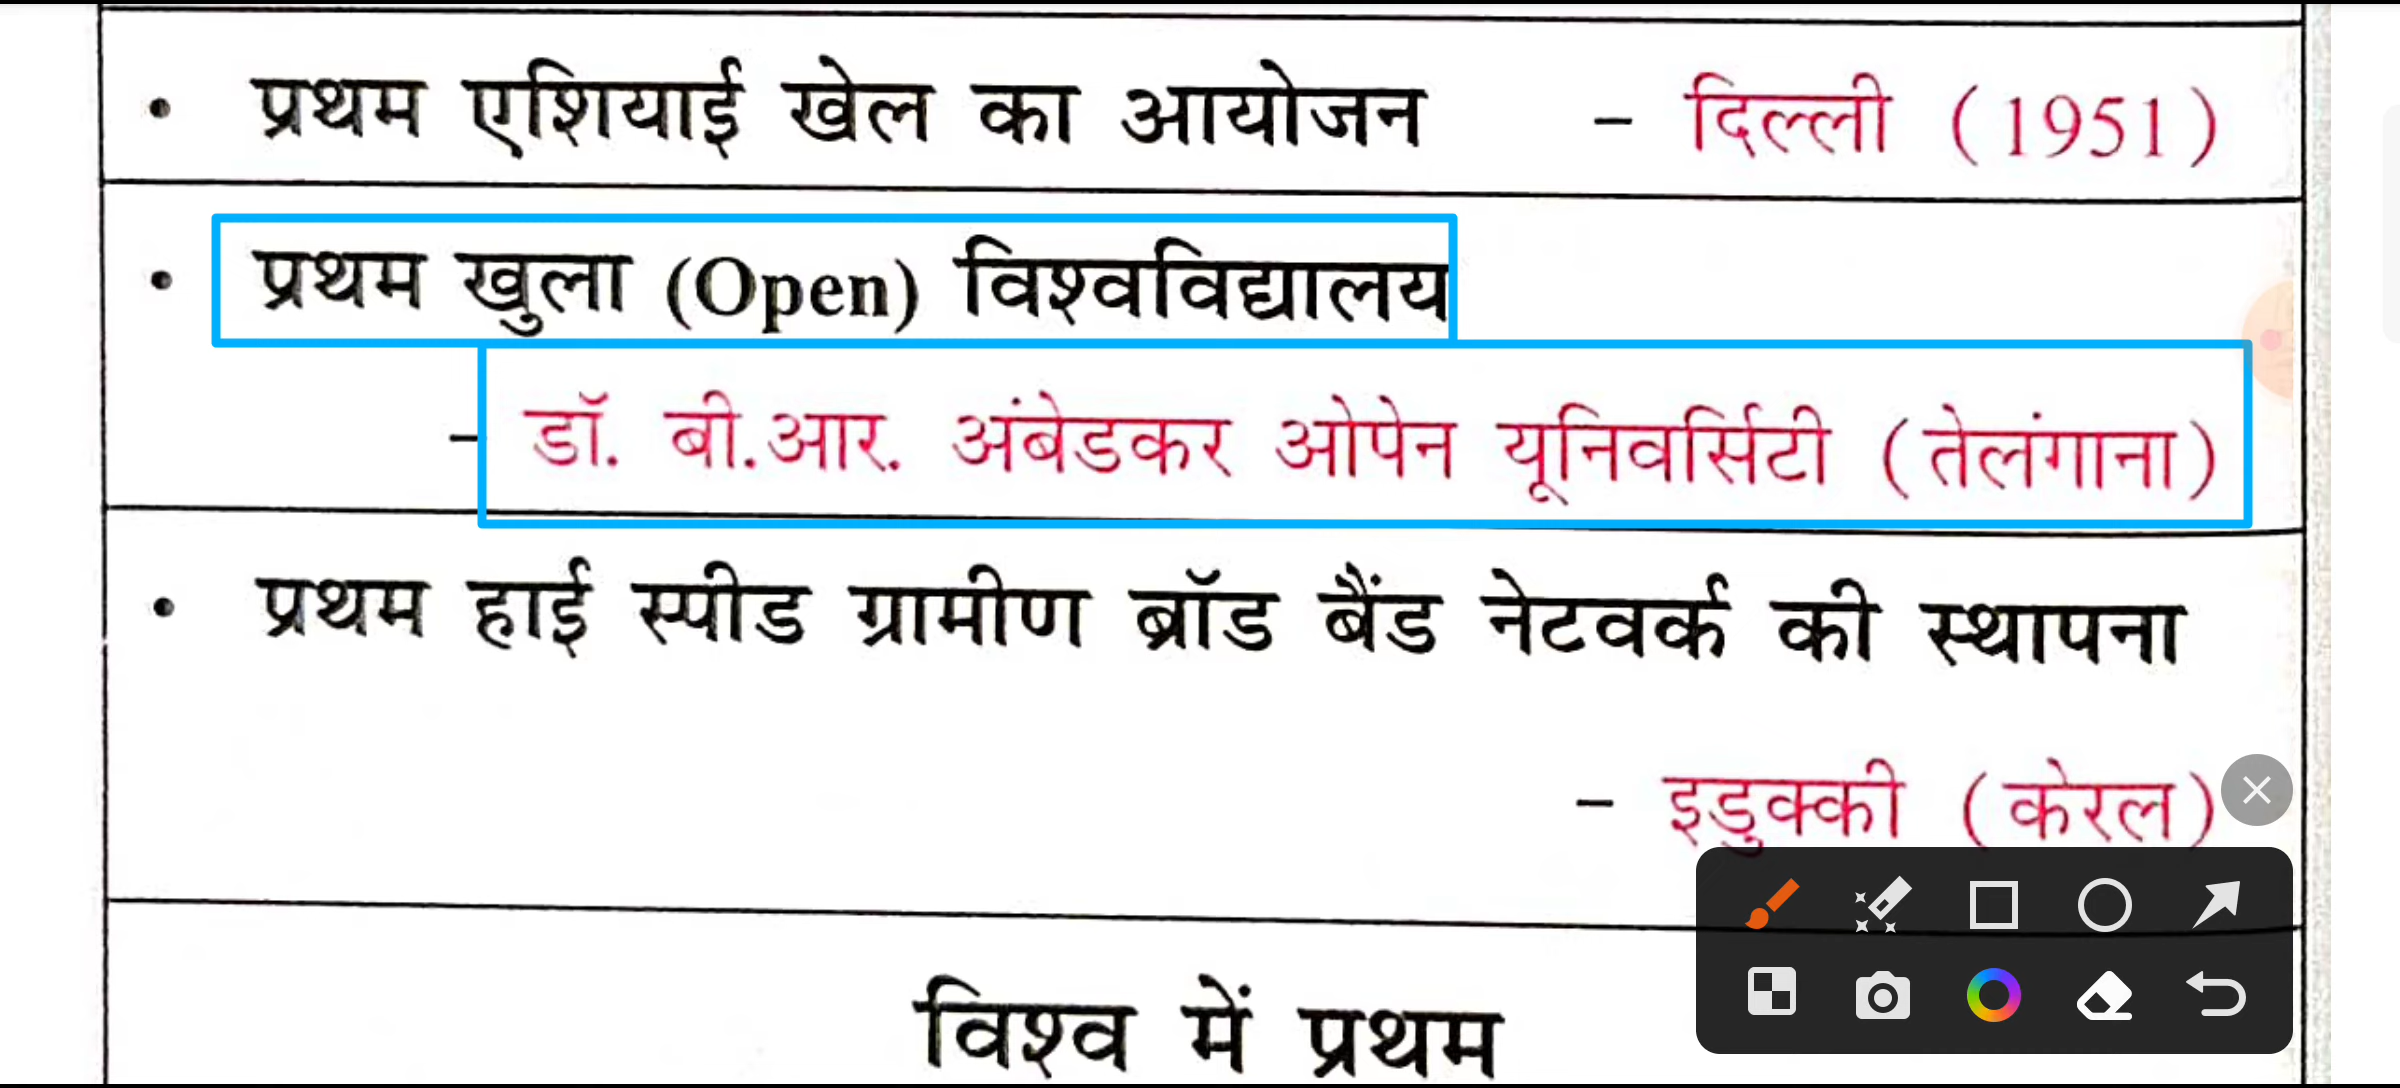 • प्रथम एशियाई खेल का आयोजन – दिल्ली (1951)
• प्रथम खुला (Open) विश्वविद्यालय
– डॉ. बी.आर. अंबेडकर ओपेन यूनिवर्सिटी (तेलंगाना)
• प्रथम हाई स्पीड ग्रामीण ब्रॉड बैंड नेटवर्क की स्थापना
– इडुक्की (केरल)
विश्व में प्रथम